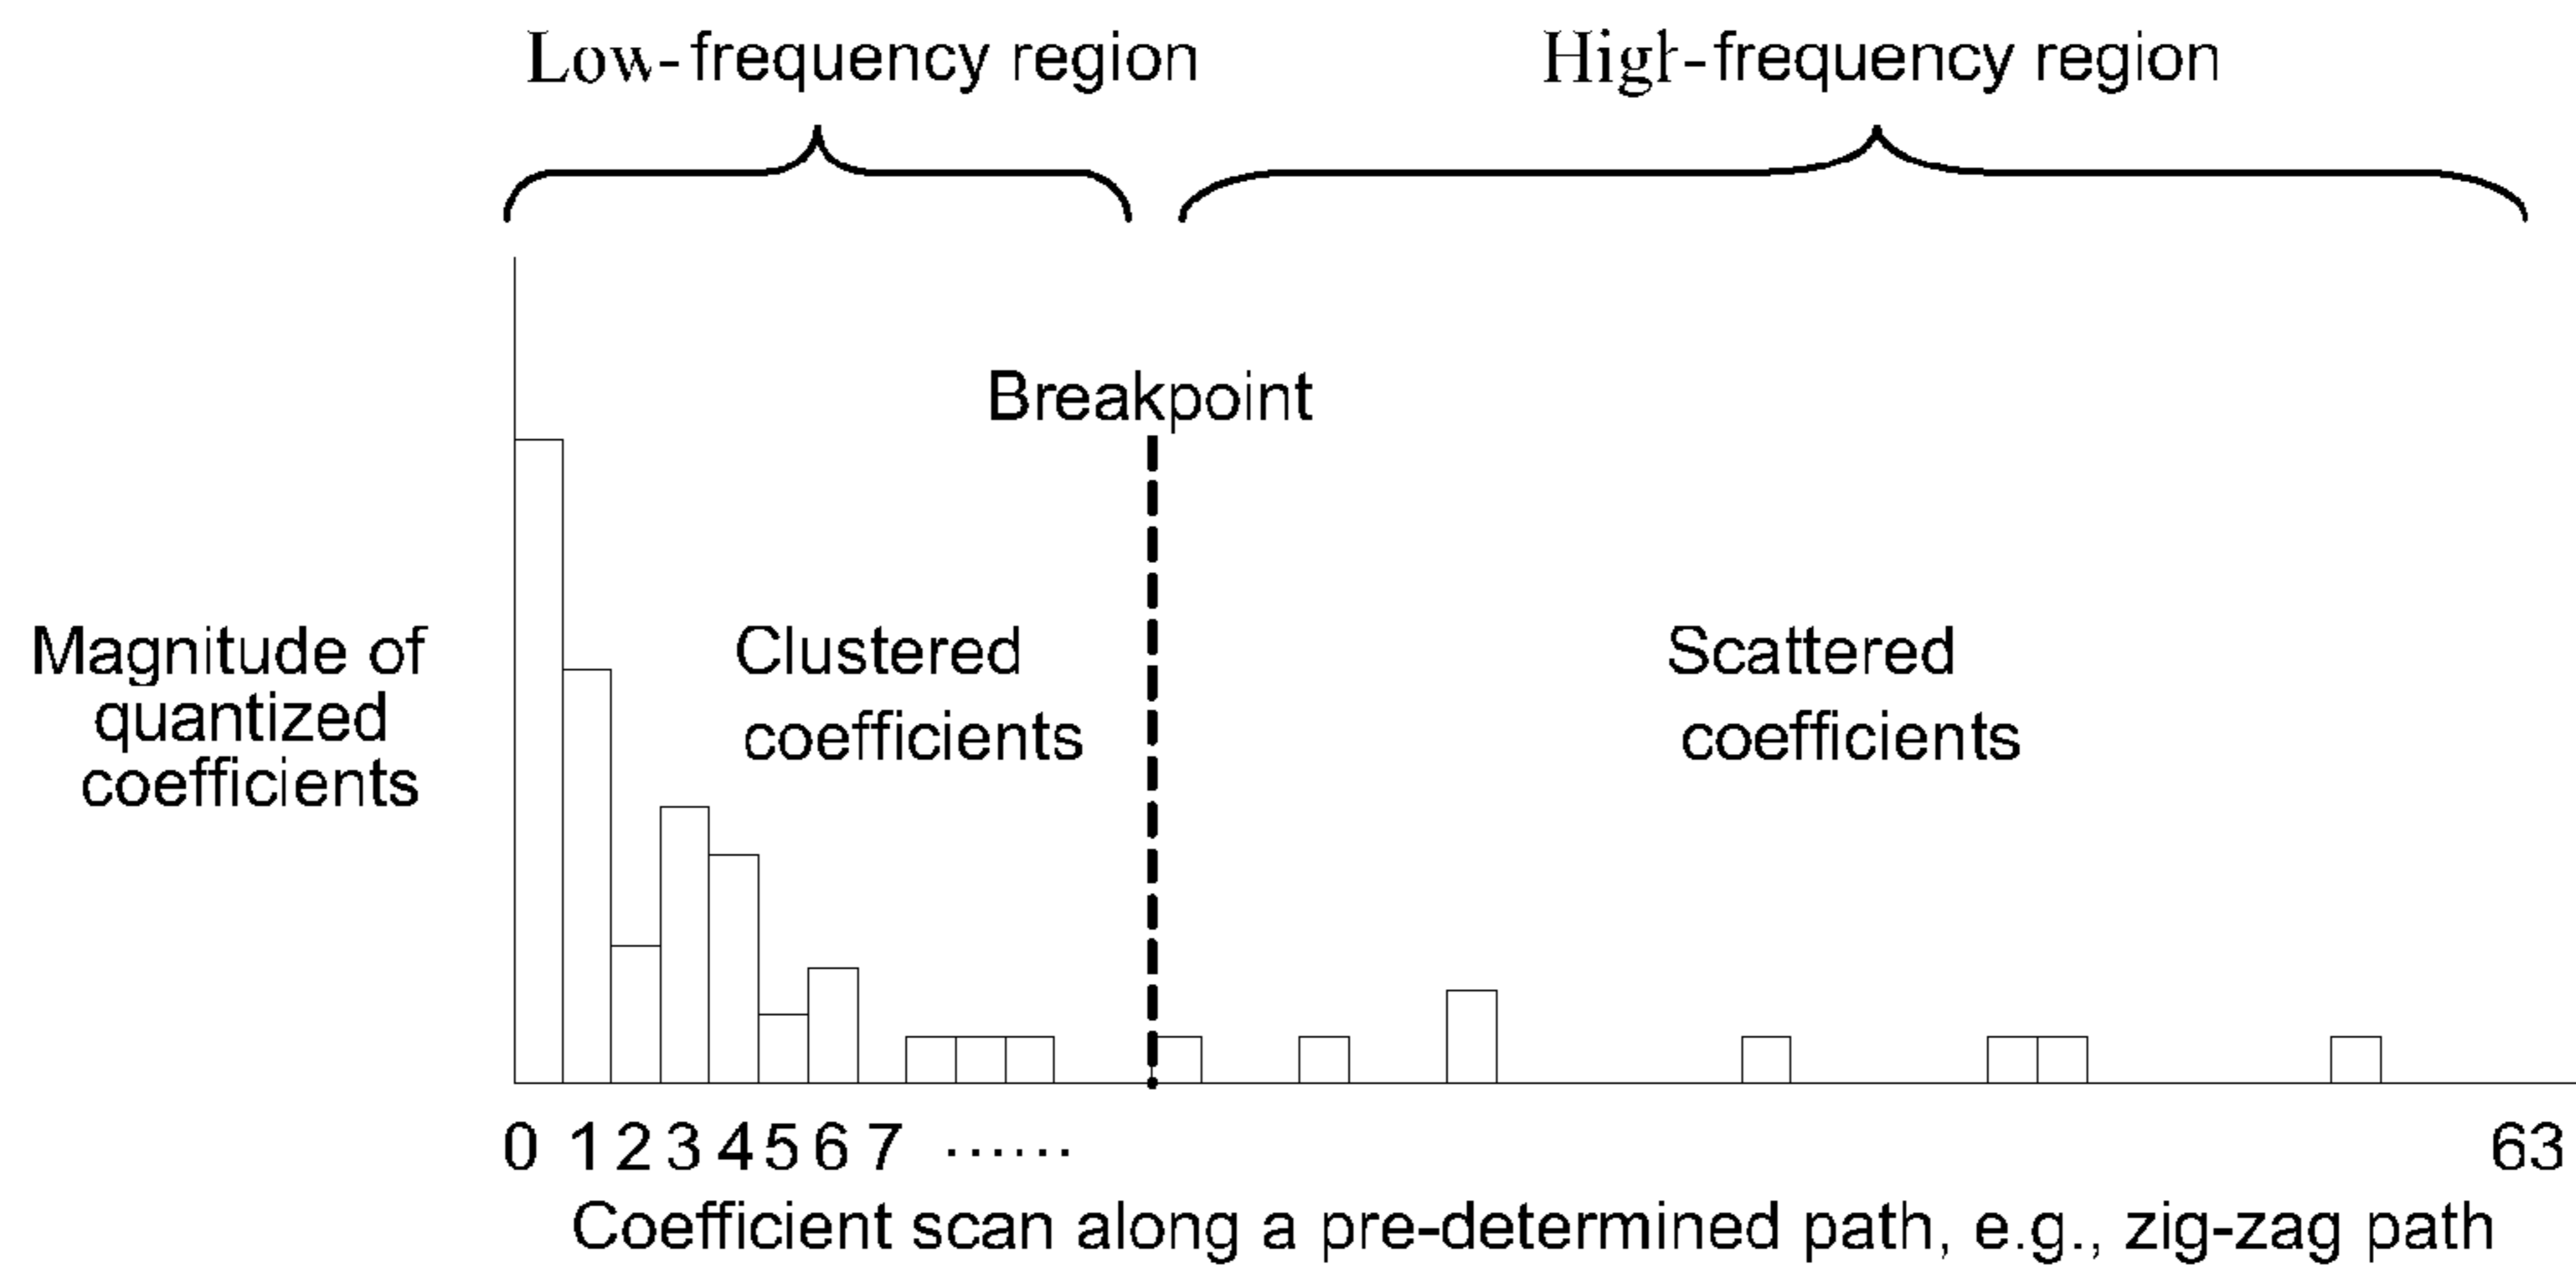 Low-frequency region
High-frequency region
Breakpoint
Magnitude of
quantized
coefficients
Clustered
coefficients
Scattered
coefficients
0 1 2 3 4 5 6 7 ...... 63
Coefficient scan along a pre-determined path, e.g., zig-zag path